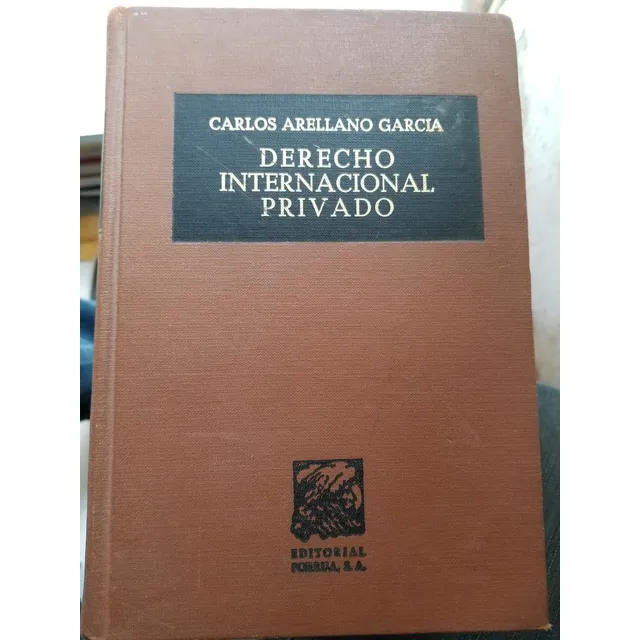 CARLOS ARELLANO GARCIA
DERECHO
INTERNACIONAL
PRIVADO
EDITORIAL
PORRUA, S. A.